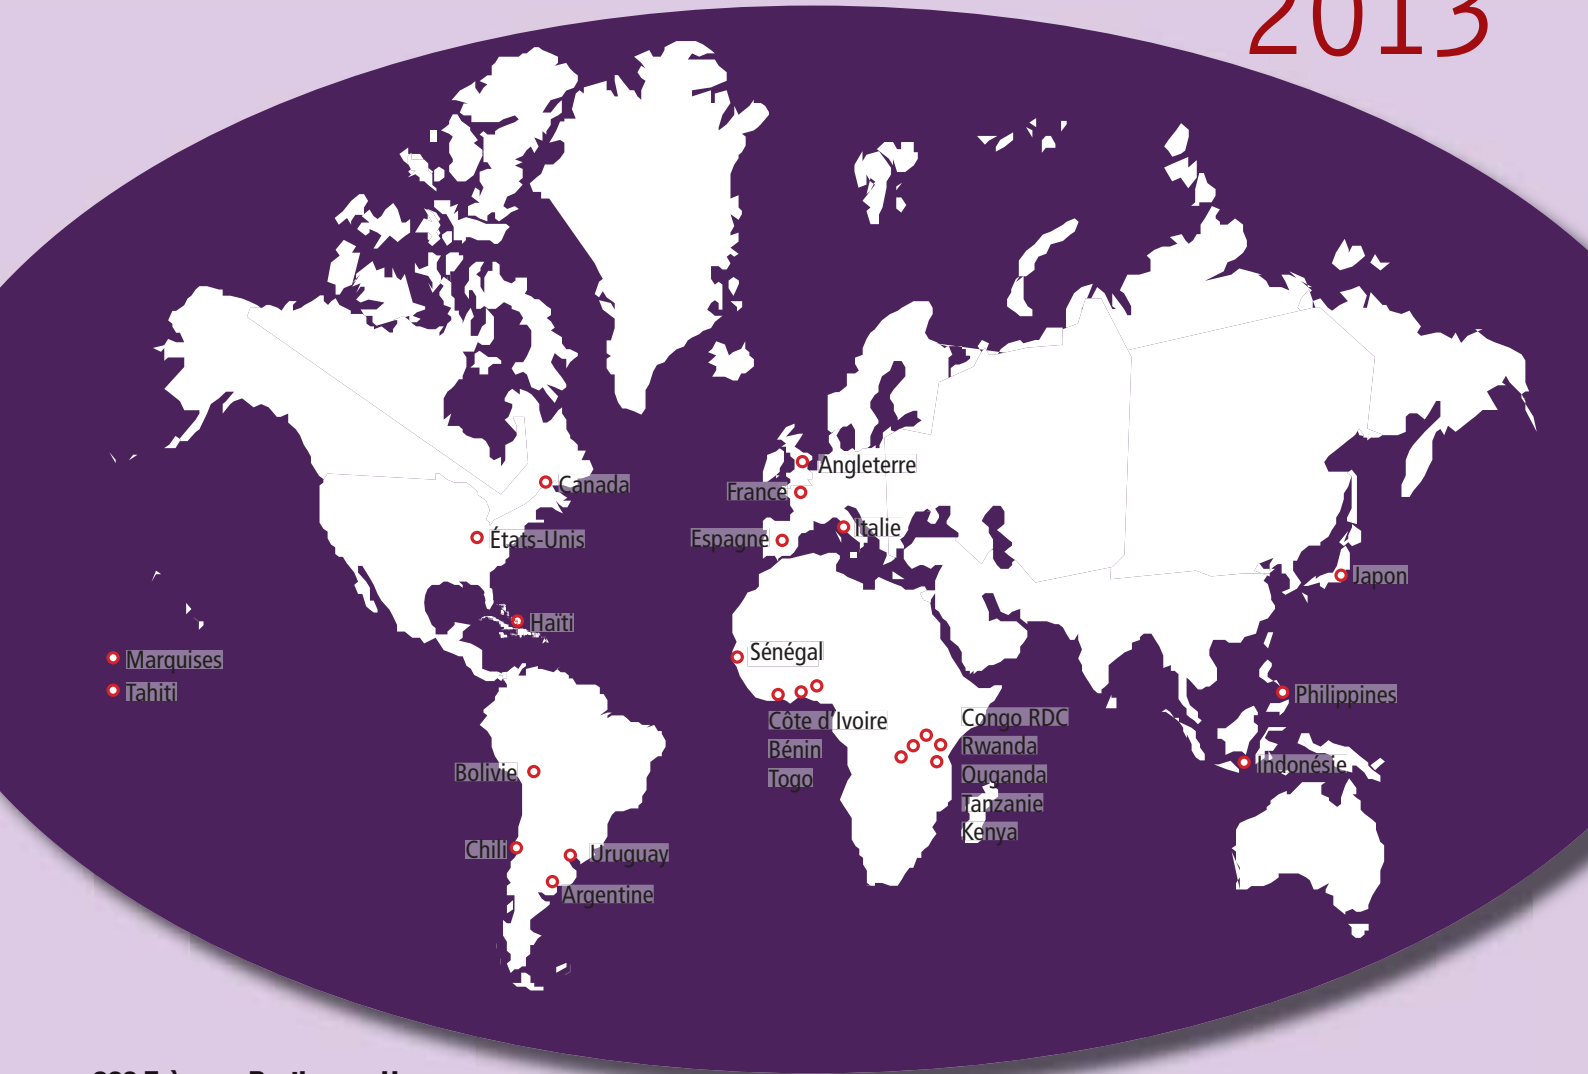 2013
Canada
États-Unis
Haïti
Marquises
Tahiti
Angleterre
France
Italie
Espagne
Japon
Sénégal
Côte d'Ivoire
Bénin
Togo
Congo RDC
Rwanda
Ouganda
Tanzanie
Kenya
Philippines
Indonésie
Bolivie
Chili
Uruguay
Argentine